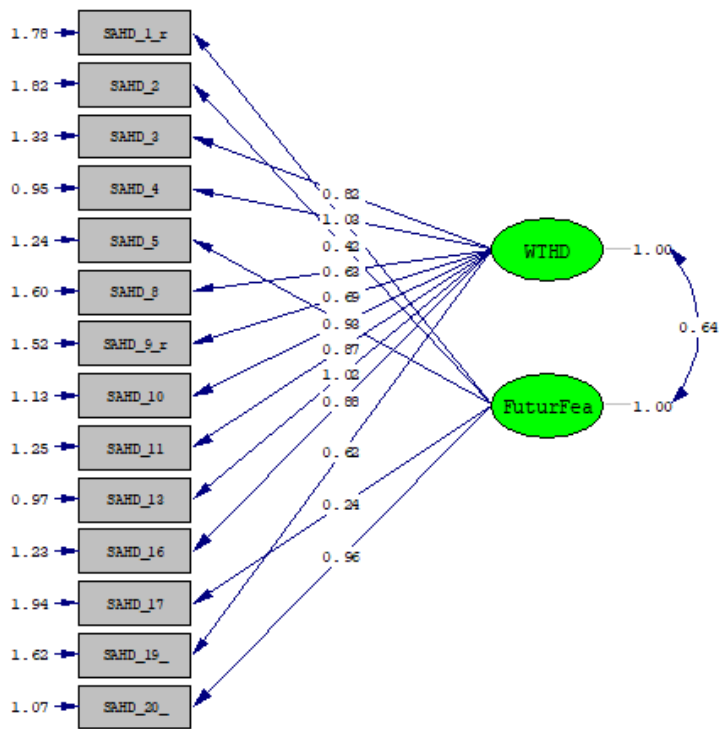 1.78 SAHD_1_r
1.82 SAHD_2
1.33 SAHD_3
0.95 SAHD_4
1.24 SAHD_5
1.60 SAHD_8
1.52 SAHD_9_r
1.13 SAHD_10
1.25 SAHD_11
0.97 SAHD_13
1.23 SAHD_16
1.94 SAHD_17
1.62 SAHD_19_
1.07 SAHD_20_
0.82
1.03
0.42
0.63
0.69
0.93
0.87
1.02
0.88
0.62
0.24
0.96
WTHD 1.00
FuturFea 1.00
0.64